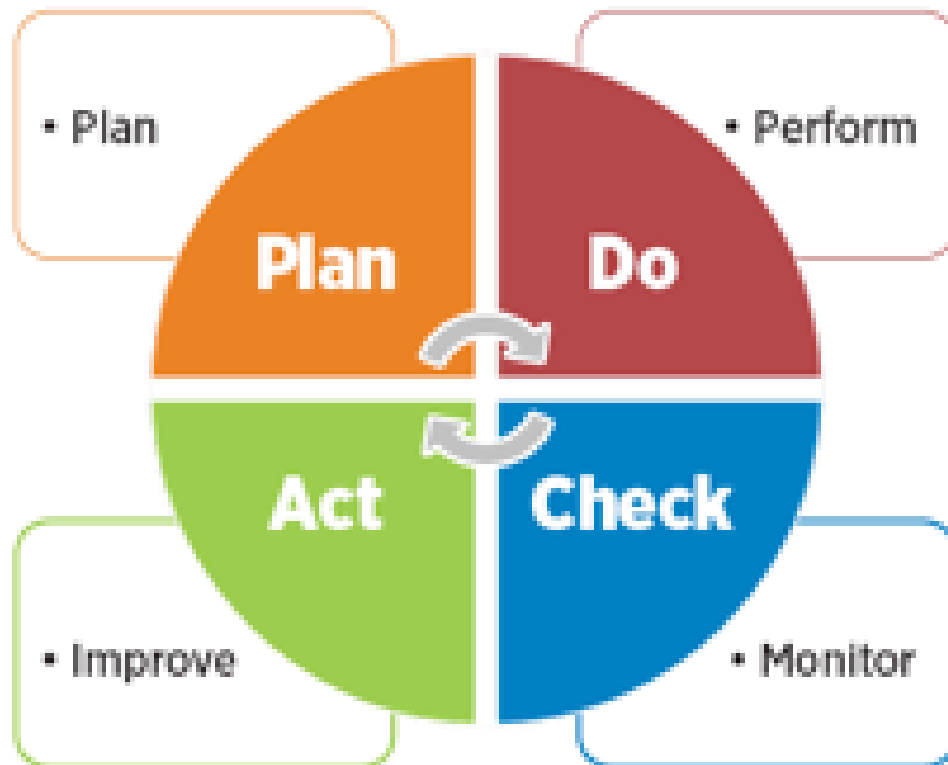 • Plan
• Perform
Plan
Do
Act
Check
• Improve
• Monitor